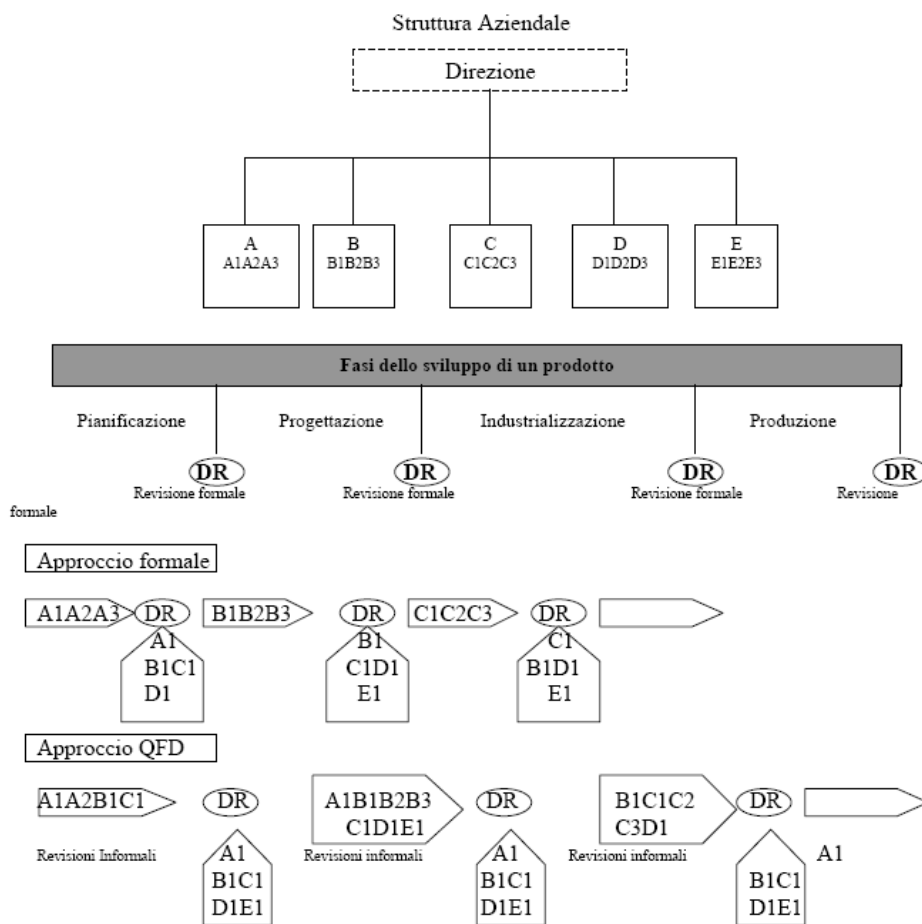 Struttura Aziendale
Direzione
A B C D E
A1A2A3 B1B2B3 C1C2C3 D1D2D3 E1E2E3
Fasi dello sviluppo di un prodotto
Pianificazione Progettazione Industrializzazione Produzione
DR DR DR DR
Revisione formale Revisione formale Revisione formale Revisione
formale
Approccio formale
A1A2A3 DR B1B2B3 DR C1C2C3 DR
A1 B1 C1
B1C1 C1D1 B1D1
D1 E1 E1
Approccio QFD
A1A2B1C1 DR A1B1B2B3 DR B1C1C2 DR
C1D1E1 C3D1
Revisioni Informali A1 Revisioni informali A1 Revisioni informali A1
B1C1 B1C1 B1C1
D1E1 D1E1 D1E1